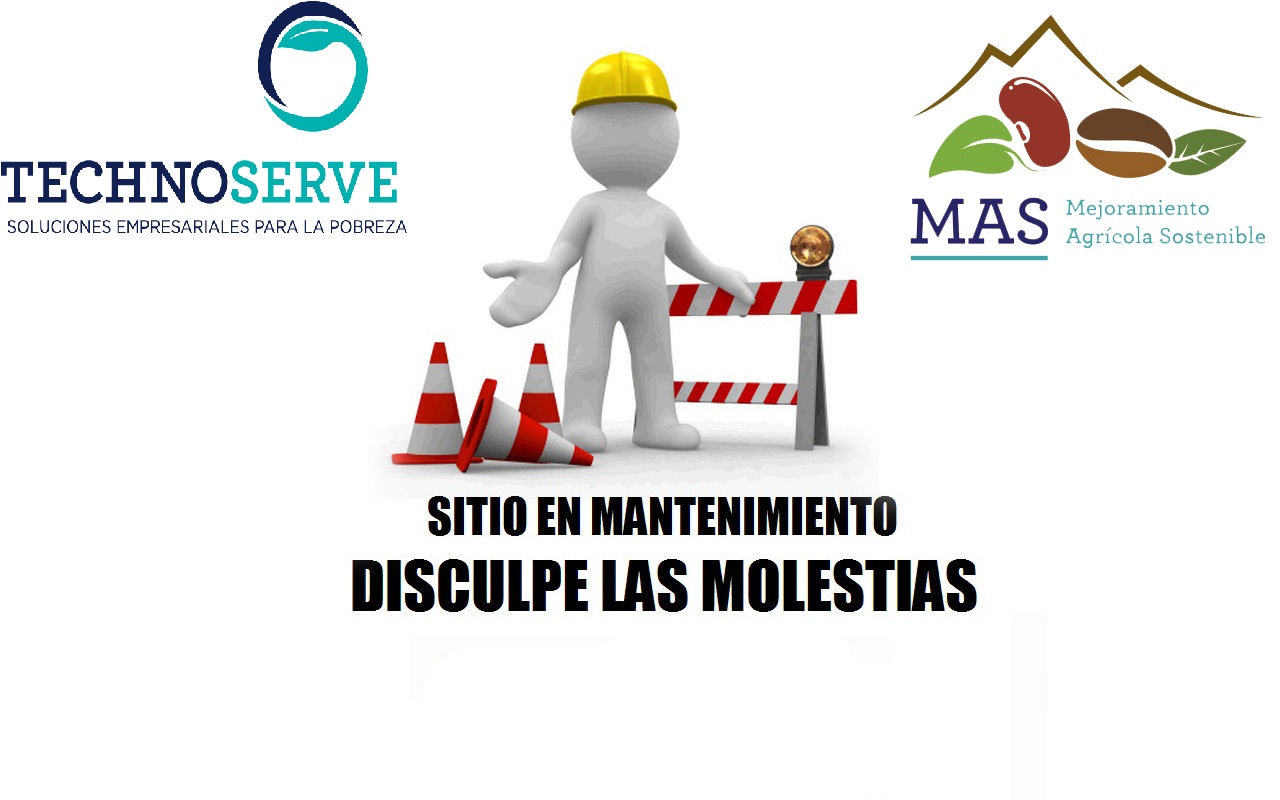 TECHNOSERVE
SOLUCIONES EMPRESARIALES PARA LA POBREZA
MAS
Mejoramiento
Agrícola Sostenible
SITIO EN MANTENIMIENTO
DISCULPE LAS MOLESTIAS